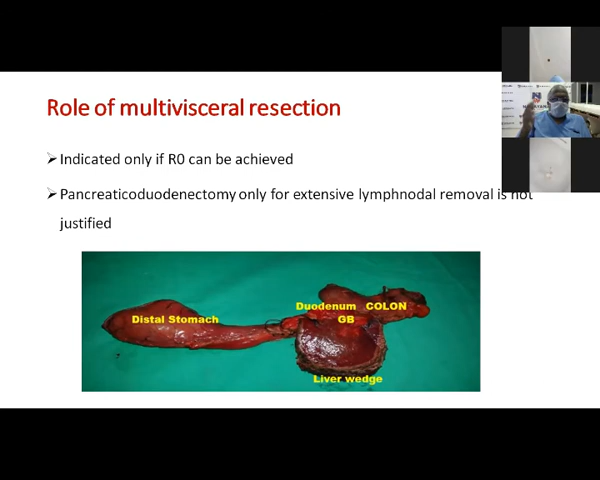 Role of multivisceral resection
➤Indicated only if R0 can be achieved
➤Pancreaticoduodenectomy only for extensive lymphnodal removal is not
justified
Duodenum COLON
Distal Stomach GB
Liver wedge